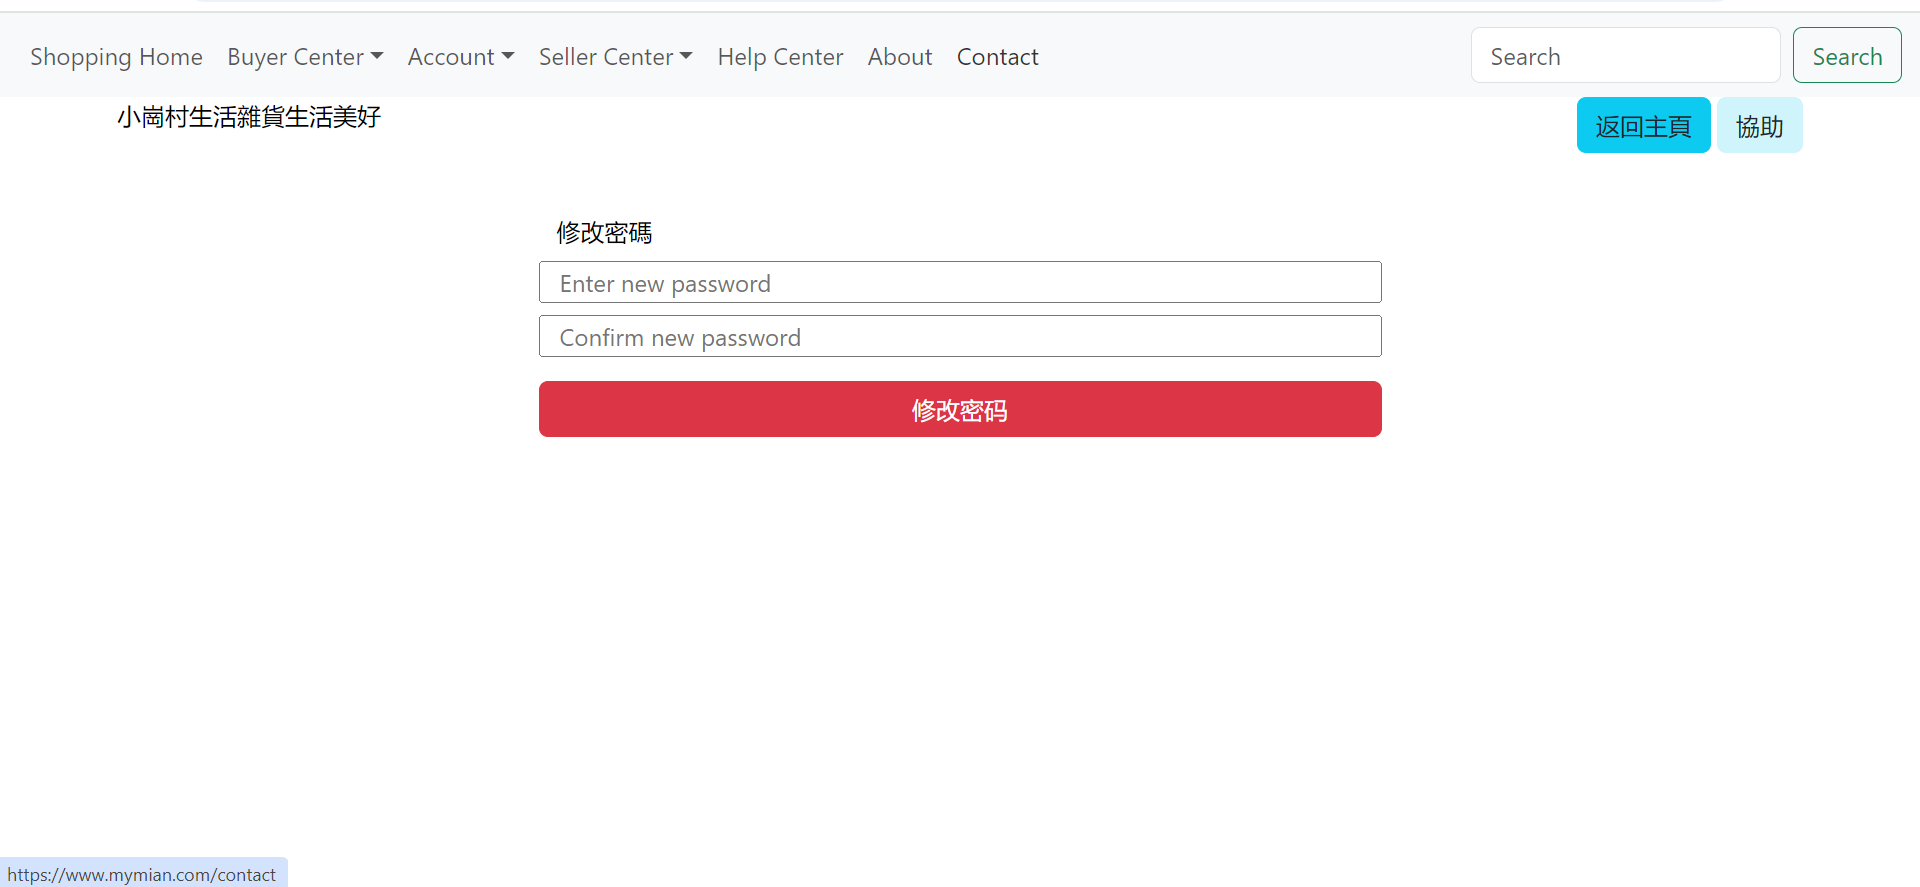 Shopping Home Buyer Center Account Seller Center Help Center About Contact Search Search
小崗村生活雜貨生活美好 返回主頁 協助
修改密碼
Enter new password
Confirm new password
修改密码
https://www.mymian.com/contact